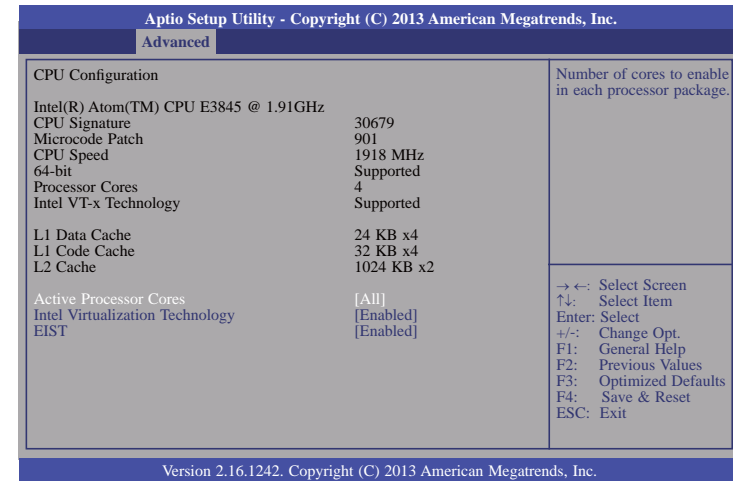 Aptio Setup Utility - Copyright (C) 2013 American Megatrends, Inc.
Advanced
CPU Configuration
Intel(R) Atom(TM) CPU E3845 @ 1.91GHz
CPU Signature 30679
Microcode Patch 901
CPU Speed 1918 MHz
64-bit Supported
Processor Cores 4
Intel VT-x Technology Supported
L1 Data Cache 24 KB x4
L1 Code Cache 32 KB x4
L2 Cache 1024 KB x2
Active Processor Cores [All]
Intel Virtualization Technology [Enabled]
EIST [Enabled]
Number of cores to enable
in each processor package.
→ ←: Select Screen
↑↓: Select Item
Enter: Select
+/-: Change Opt.
F1: General Help
F2: Previous Values
F3: Optimized Defaults
F4: Save & Reset
ESC: Exit
Version 2.16.1242. Copyright (C) 2013 American Megatrends, Inc.